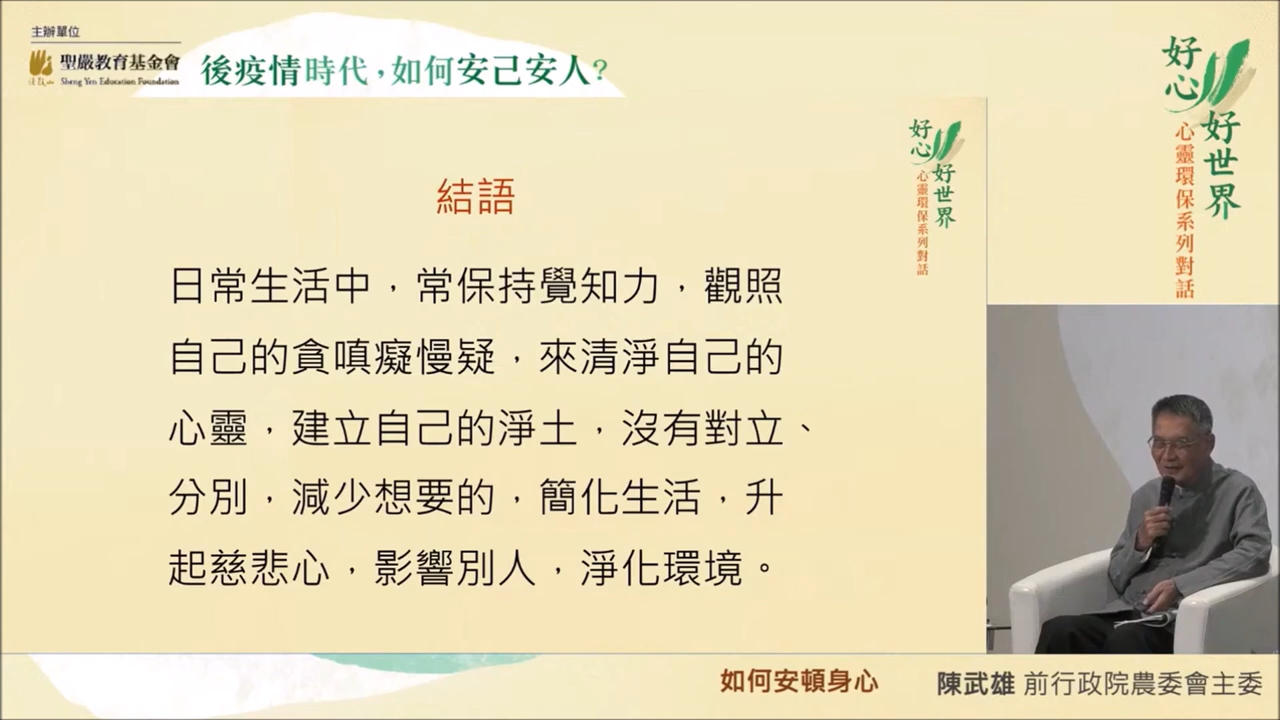 主辦單位
聖嚴教育基金會
Sheng Yen Education Foundation
後疫情時代，如何安己安人？
好心
好世界
心靈環保系列對話
好心
好世界
心靈環保系列對話
結語
日常生活中，常保持覺知力，觀照
自己的貪嗔癡慢疑，來清淨自己的
心靈，建立自己的淨土，沒有對立、
分別，減少想要的，簡化生活，升
起慈悲心，影響別人，淨化環境。
如何安頓身心
陳武雄 前行政院農委會主委